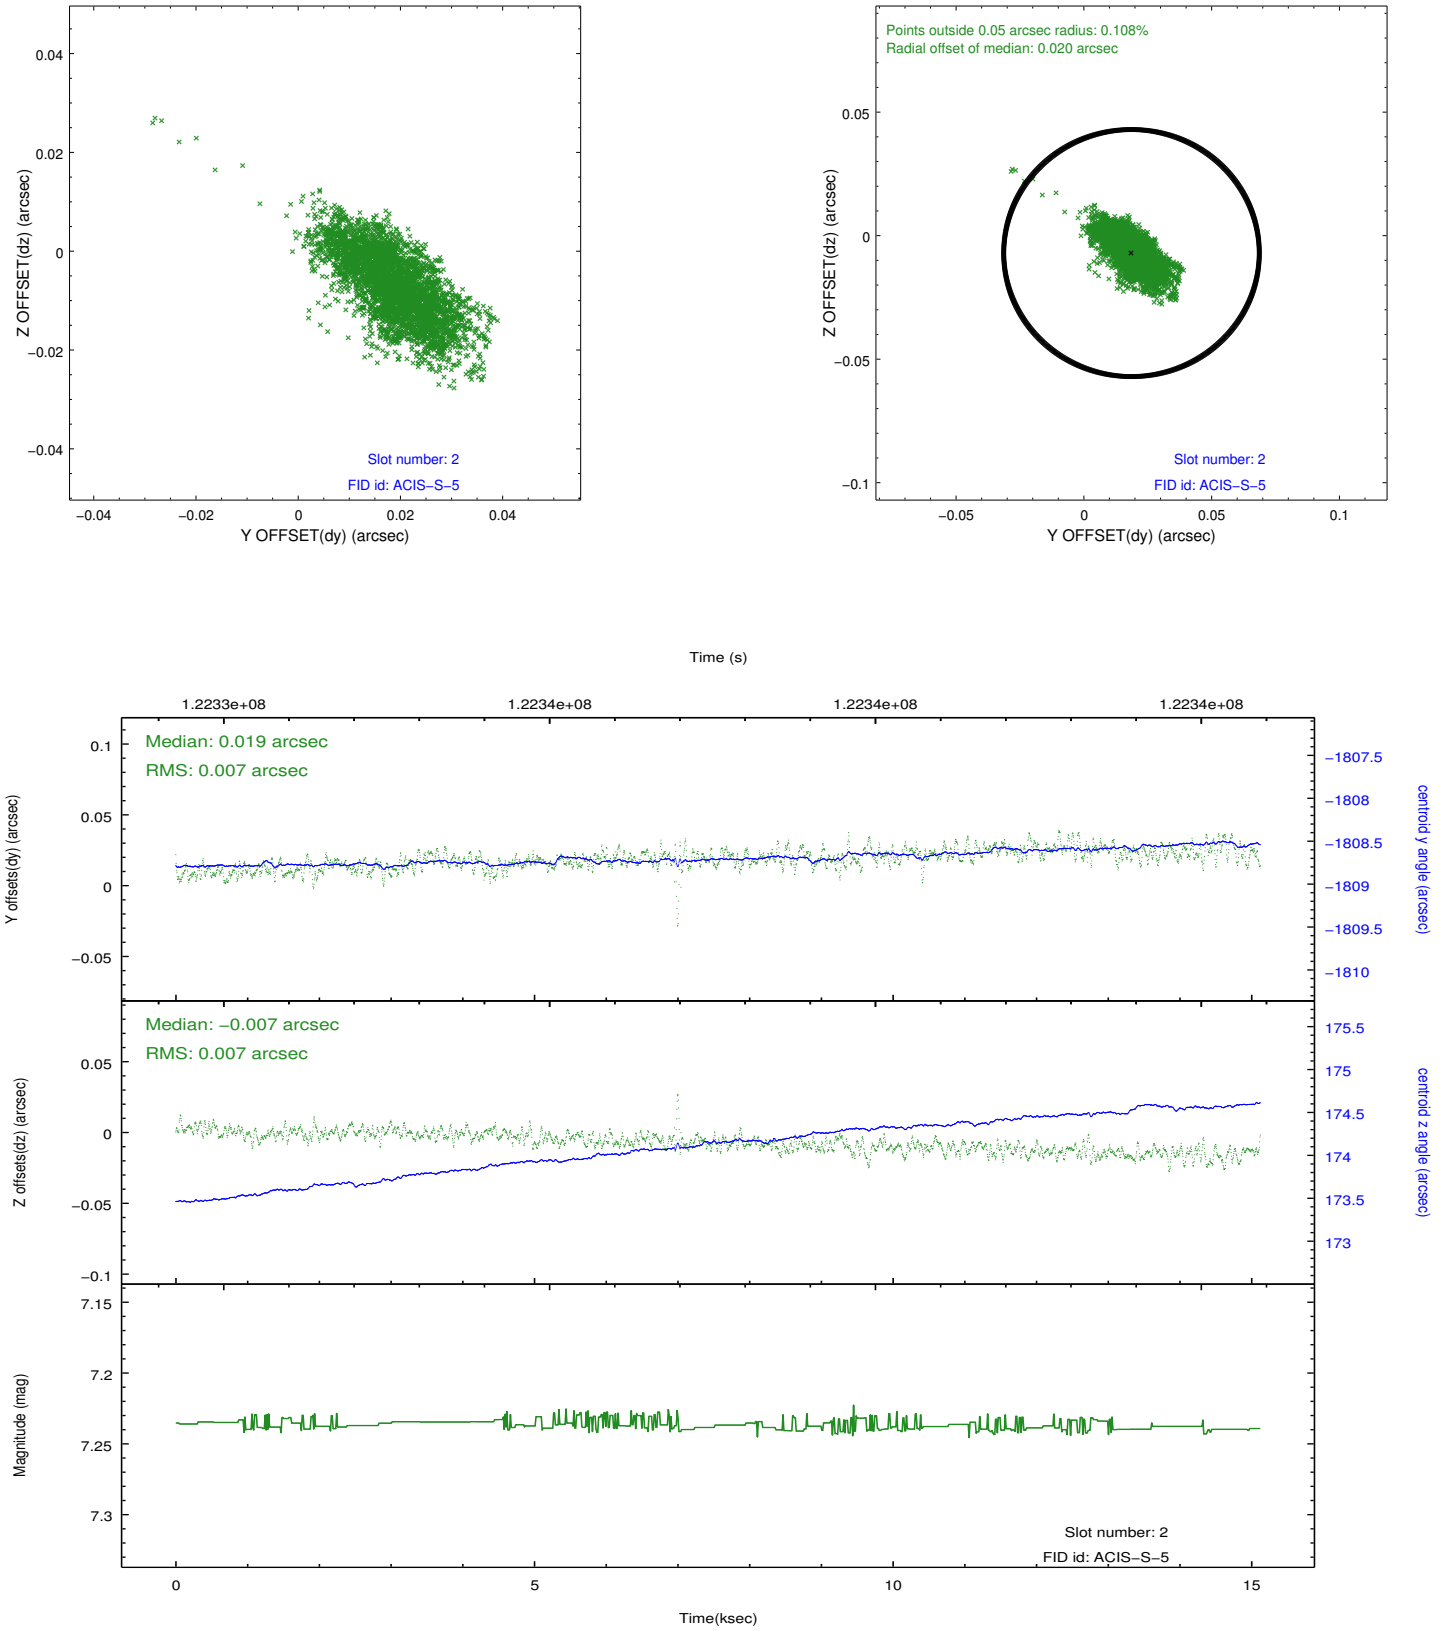 0.04
0.02
0
−0.02
−0.04
Z OFFSET(dz) (arcsec)
Slot number: 2
FID id: ACIS−S−5
−0.04
−0.02
0
0.02
0.04
Y OFFSET(dy) (arcsec)
Points outside 0.05 arcsec radius: 0.108%
Radial offset of median: 0.020 arcsec
0.05
0
−0.05
−0.1
Z OFFSET(dz) (arcsec)
Slot number: 2
FID id: ACIS−S−5
−0.05
0
0.05
0.1
Y OFFSET(dy) (arcsec)
Time (s)
1.2233e+08
1.2234e+08
1.2234e+08
1.2234e+08
Median: 0.019 arcsec
RMS: 0.007 arcsec
0.1
0.05
0
−0.05
Y offsets(dy) (arcsec)
−1807.5
−1808
−1808.5
−1809
−1809.5
−1810
centroid y angle (arcsec)
Median: −0.007 arcsec
RMS: 0.007 arcsec
0.05
0
−0.05
−0.1
Z offsets(dz) (arcsec)
175.5
175
174.5
174
173.5
173
centroid z angle (arcsec)
7.15
7.2
7.25
7.3
Magnitude (mag)
Slot number: 2
FID id: ACIS−S−5
0
5
10
15
Time(ksec)